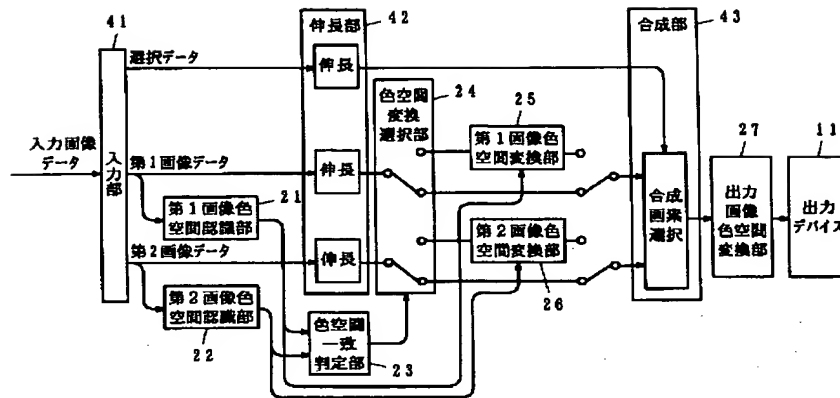 41
伸長部
42
合成部
43
選択データ
伸長
色空間
変換
選択部
24
25
第1画像色
空間変換部
27
11
入力画像
データ
入力部
第1画像データ
伸長
第1画像色
空間認識部
21
合成
画素
選択
出力
画像
色空間
変換部
出力
デバイス
第2画像データ
伸長
第2画像色
空間変換部
26
第2画像色
空間認識部
22
色空間
一致
判定部
23